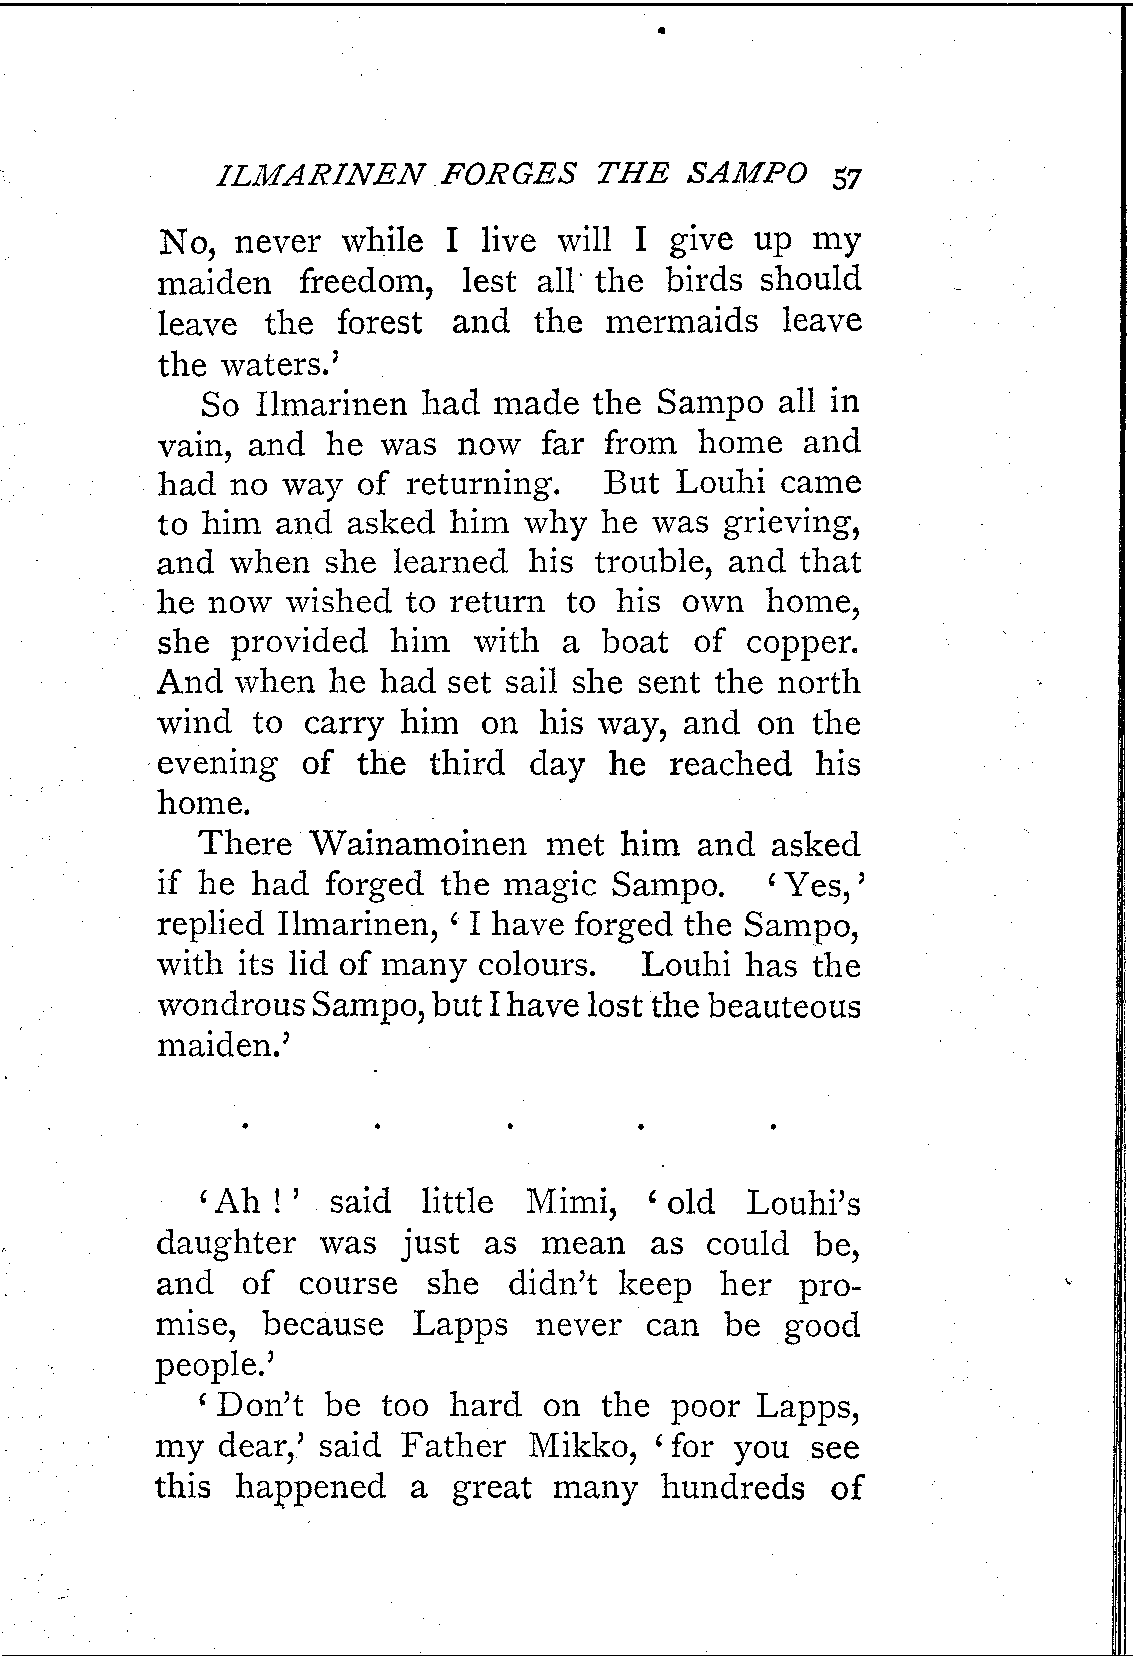 ILMARINEN FORGES THE SAMPO 57
No, never while I live will I give up my
maiden freedom, lest all the birds should
leave the forest and the mermaids leave
the waters.’
So Ilmarinen had made the Sampo all in
vain, and he was now far from home and
had no way of returning. But Louhi came
to him and asked him why he was grieving,
and when she learned his trouble, and that
he now wished to return to his own home,
she provided him with a boat of copper.
And when he had set sail she sent the north
wind to carry him on his way, and on the
evening of the third day he reached his
home.
There Wainamoinen met him and asked
if he had forged the magic Sampo. ‘Yes,’
replied Ilmarinen, ‘I have forged the Sampo,
with its lid of many colours. Louhi has the
wondrous Sampo, but I have lost the beauteous
maiden.’
. . . . .
‘Ah!’ said little Mimi, ‘old Louhi’s
daughter was just as mean as could be,
and of course she didn’t keep her pro-
mise, because Lapps never can be good
people.’
‘Don’t be too hard on the poor Lapps,
my dear,’ said Father Mikko, ‘for you see
this happened a great many hundreds of